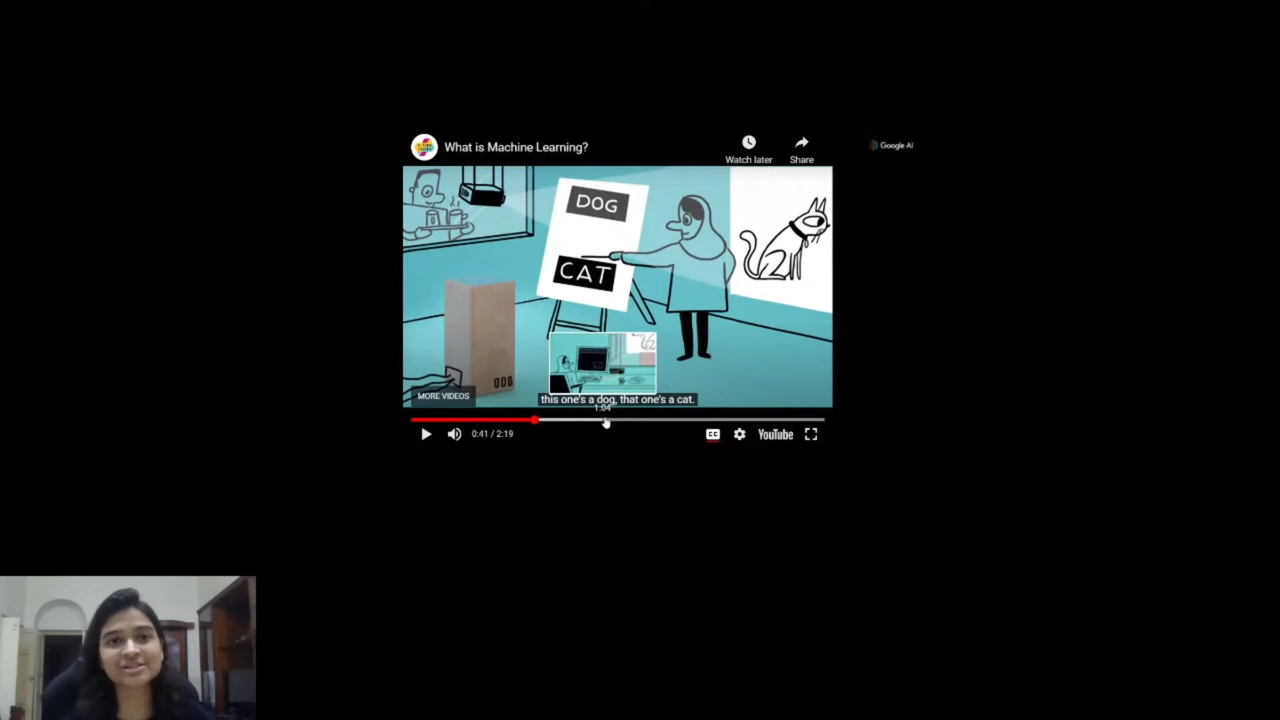 What is Machine Learning?
Watch later
Share
Google AI
DOG
CAT
MORE VIDEOS
this one's a dog, that one's a cat.
1:04
0:41 / 2:19
CC
YouTube